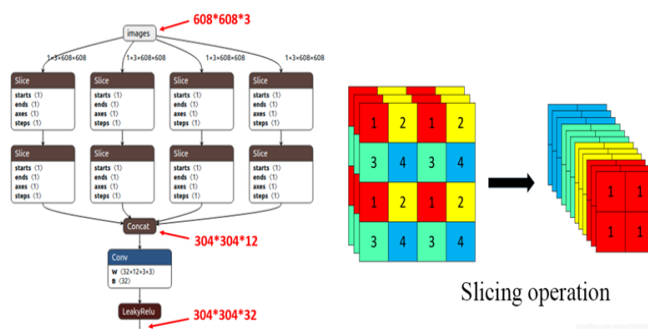 608*608*3
images
1×3×608×608 1×3×608×608 1×3×608×608 1×3×608×608
Slice Slice Slice Slice
starts ⟨1⟩ starts ⟨1⟩ starts ⟨1⟩ starts ⟨1⟩
ends ⟨1⟩ ends ⟨1⟩ ends ⟨1⟩ ends ⟨1⟩
axes ⟨1⟩ axes ⟨1⟩ axes ⟨1⟩ axes ⟨1⟩
steps ⟨1⟩ steps ⟨1⟩ steps ⟨1⟩ steps ⟨1⟩
Slice Slice Slice Slice
starts ⟨1⟩ starts ⟨1⟩ starts ⟨1⟩ starts ⟨1⟩
ends ⟨1⟩ ends ⟨1⟩ ends ⟨1⟩ ends ⟨1⟩
axes ⟨1⟩ axes ⟨1⟩ axes ⟨1⟩ axes ⟨1⟩
steps ⟨1⟩ steps ⟨1⟩ steps ⟨1⟩ steps ⟨1⟩
Concat
304*304*12
Conv
W ⟨32×12×3×3⟩
B ⟨32⟩
LeakyRelu
304*304*32
1 2 1 2
3 4 3 4
1 2 1 2
3 4 3 4
1 1
1 1
Slicing operation